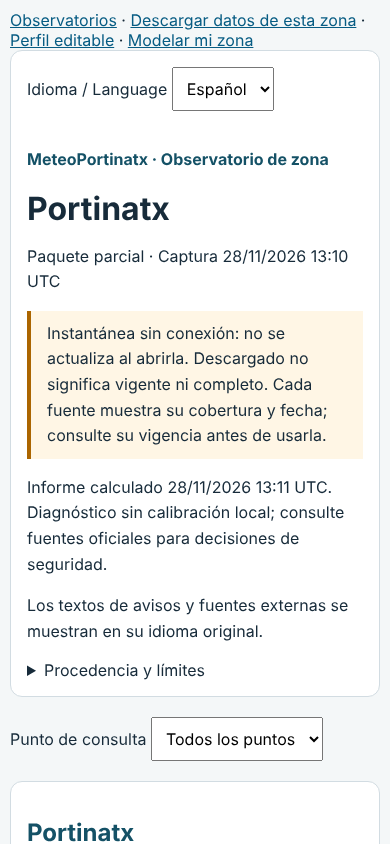 Observatorios · Descargar datos de esta zona ·
Perfil editable · Modelar mi zona
Idioma / Language Español
MeteoPortinatx · Observatorio de zona
Portinatx
Paquete parcial · Captura 28/11/2026 13:10
UTC
Instantánea sin conexión: no se
actualiza al abrirla. Descargado no
significa vigente ni completo. Cada
fuente muestra su cobertura y fecha;
consulte su vigencia antes de usarla.
Informe calculado 28/11/2026 13:11 UTC.
Diagnóstico sin calibración local; consulte
fuentes oficiales para decisiones de
seguridad.
Los textos de avisos y fuentes externas se
muestran en su idioma original.
Procedencia y límites
Punto de consulta Todos los puntos
Portinatx